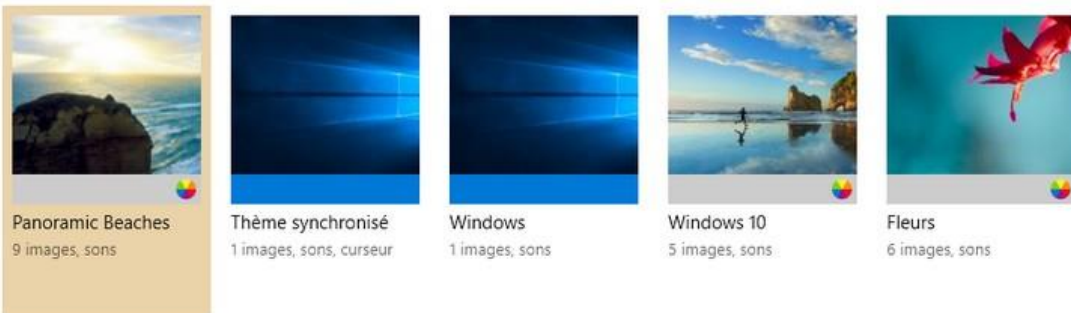 Panoramic Beaches
9 images, sons
Thème synchronisé
1 images, sons, curseur
Windows
1 images, sons
Windows 10
5 images, sons
Fleurs
6 images, sons